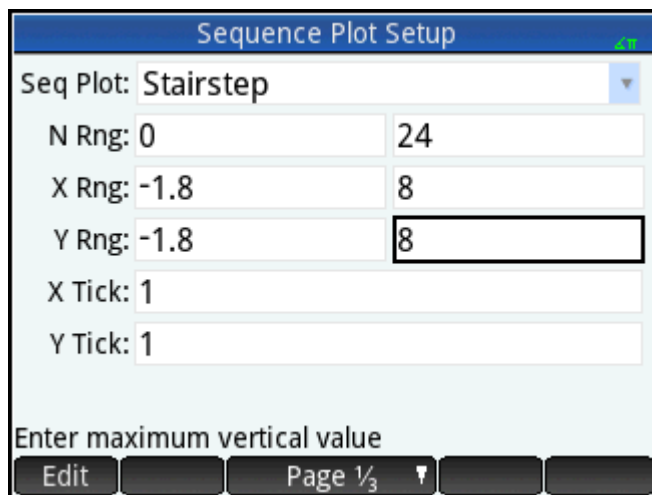 Sequence Plot Setup
∡π
Seq Plot: Stairstep
N Rng: 0 24
X Rng: -1.8 8
Y Rng: -1.8 8
X Tick: 1
Y Tick: 1
Enter maximum vertical value
Edit Page ⅓